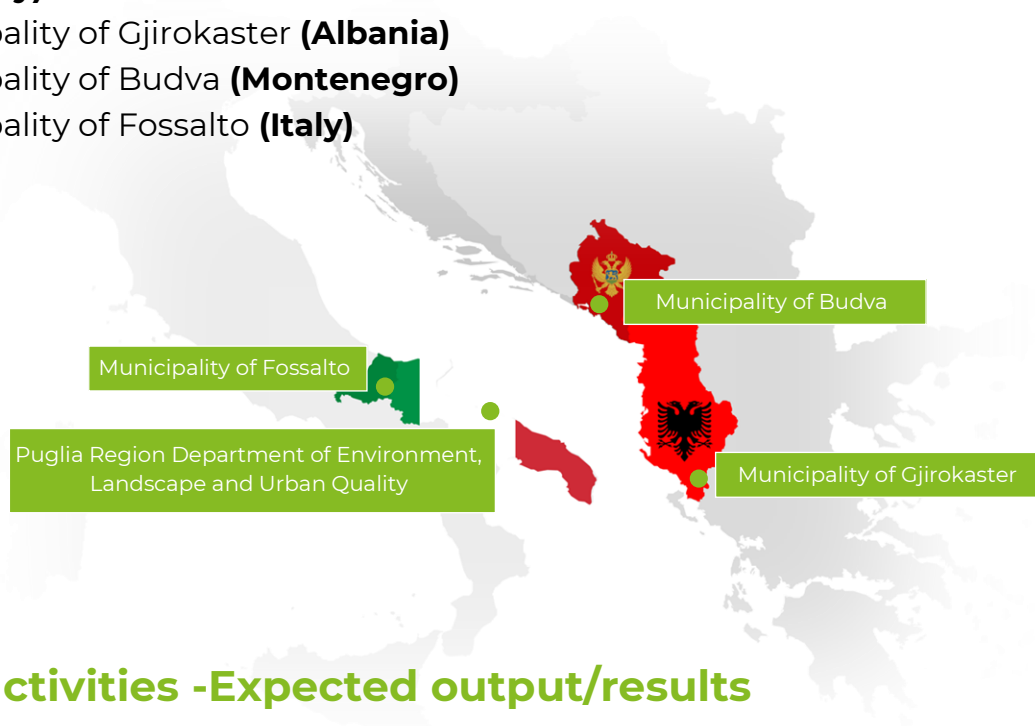 pality of Gjirokaster (Albania)
pality of Budva (Montenegro)
pality of Fossalto (Italy)
Municipality of Budva
Municipality of Fossalto
Puglia Region Department of Environment,
Landscape and Urban Quality
Municipality of Gjirokaster
ctivities -Expected output/results